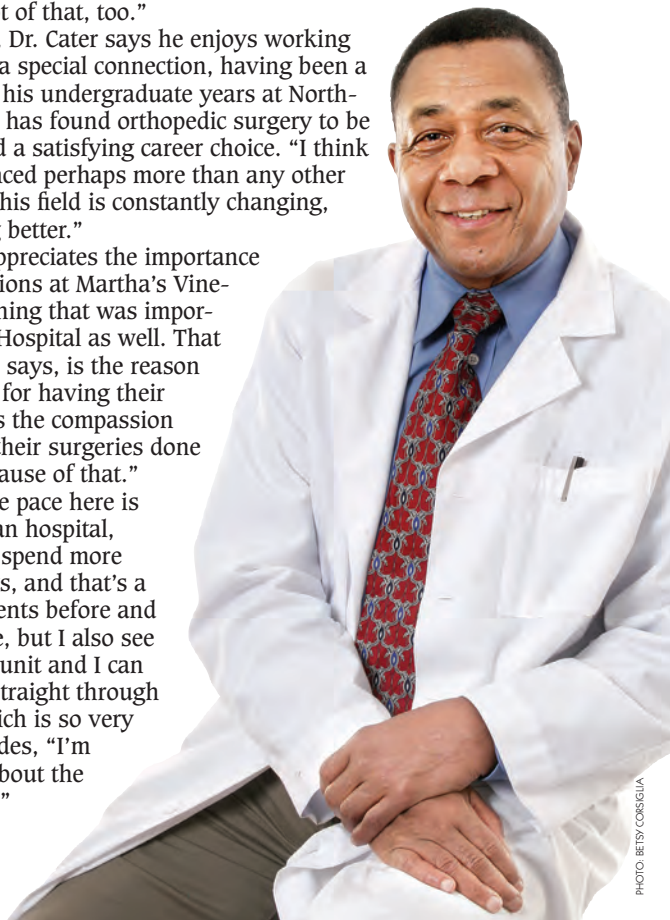 t of that, too.”
Dr. Cater says he enjoys working
a special connection, having been a
his undergraduate years at North-
has found orthopedic surgery to be
d a satisfying career choice. “I think
nced perhaps more than any other
his field is constantly changing,
better.”
ppreciates the importance
ions at Martha’s Vine-
hing that was impor-
Hospital as well. That
says, is the reason
for having their
s the compassion
their surgeries done
ause of that.”
e pace here is
an hospital,
spend more
s, and that’s a
ents before and
e, but I also see
unit and I can
traight through
ich is so very
des, “I’m
bout the
”
PHOTO: BETSY CORSIGLIA